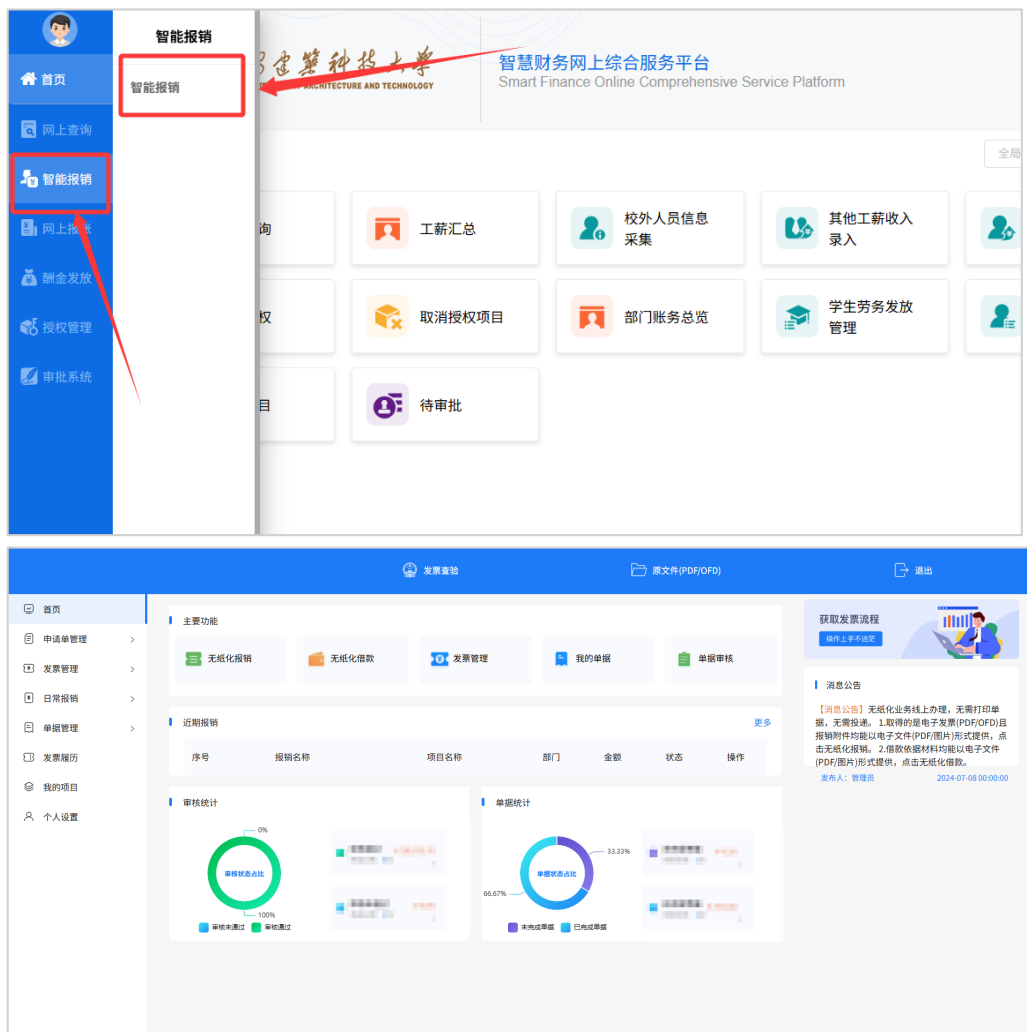 智能报销
首页
智能报销
网上查询
智能报销
网上报账
酬金发放
授权管理
审批系统
建筑科技大学
ARCHITECTURE AND TECHNOLOGY
智慧财务网上综合服务平台
Smart Finance Online Comprehensive Service Platform
全局
询
工薪汇总
校外人员信息
采集
其他工薪收入
录入
权
取消授权项目
部门账务总览
学生劳务发放
管理
目
待审批
发票查验
原文件(PDF/OFD)
退出
首页
申请单管理
发票管理
日常报销
单据管理
发票履历
我的项目
个人设置
主要功能
无纸化报销
无纸化借款
发票管理
我的单据
单据审核
近期报销
更多
序号
报销名称
项目名称
部门
金额
状态
操作
审核统计
0%
审核状态占比
100%
审核未通过
审核通过
单据统计
33.33%
单据状态占比
66.67%
未完成单据
已完成单据
获取发票流程
操作上手不迷茫
消息公告
【消息公告】无纸化业务线上办理，无需打印单
据，无需投递。 1.取得的是电子发票(PDF/OFD)且
报销附件均能以电子文件(PDF/图片)形式提供，点
击无纸化报销。 2.借款依据材料均能以电子文件
(PDF/图片)形式提供，点击无纸化借款。
发布人：管理员
2024-07-08 00:00:00